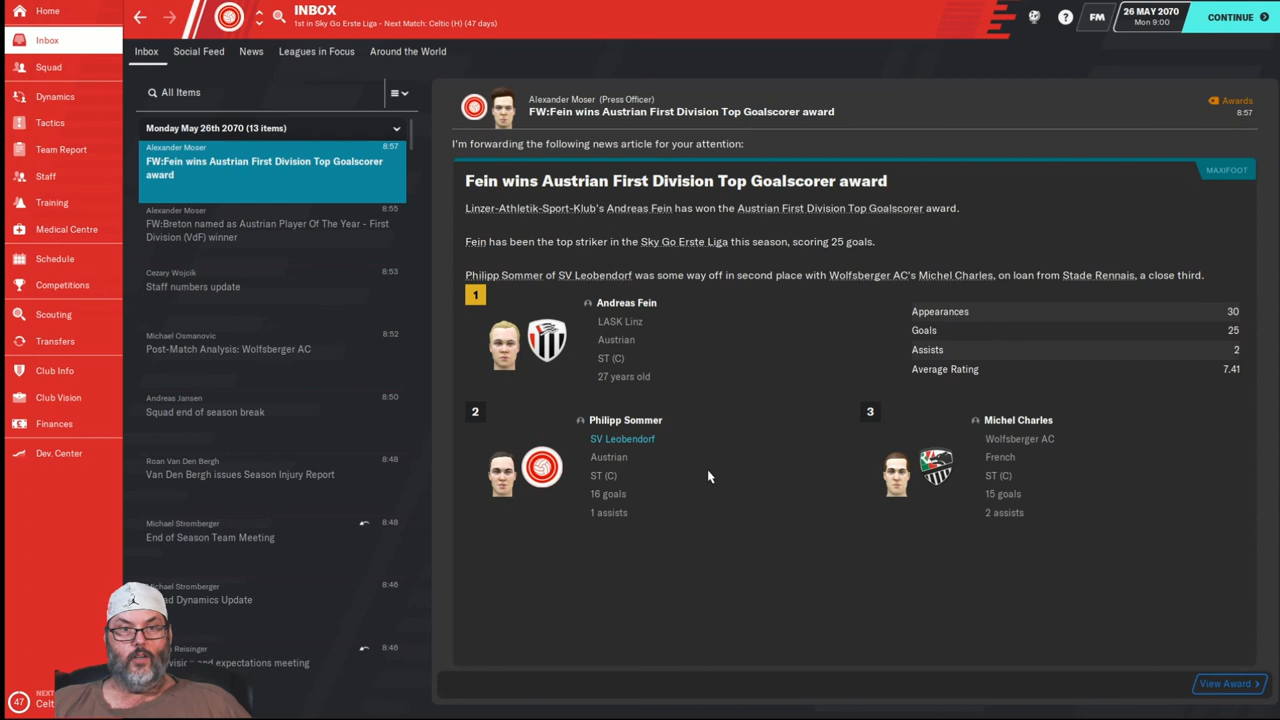 Home
Inbox
Squad
Dynamics
Tactics
Team Report
Staff
Training
Medical Centre
Schedule
Competitions
Scouting
Transfers
Club Info
Club Vision
Finances
Dev. Center
47
NEXT
Celt
INBOX
1st in Sky Go Erste Liga - Next Match: Celtic (H) (47 days)
?
FM
26 MAY 2070
Mon 9:00
CONTINUE
Inbox
Social Feed
News
Leagues in Focus
Around the World
All Items
Monday May 26th 2070 (13 items)
Alexander Moser
8:57
FW:Fein wins Austrian First Division Top Goalscorer
award
Alexander Moser
8:55
FW:Breton named as Austrian Player Of The Year - First
Division (VdF) winner
Cezary Wojcik
8:53
Staff numbers update
Michael Osmanovic
8:52
Post-Match Analysis: Wolfsberger AC
Andreas Jansen
8:50
Squad end of season break
Roan Van Den Bergh
8:48
Van Den Bergh issues Season Injury Report
Michael Stromberger
8:48
End of Season Team Meeting
Michael Stromberger
8:46
ad Dynamics Update
Reisinger
8:46
and expectations meeting
Alexander Moser (Press Officer)
FW:Fein wins Austrian First Division Top Goalscorer award
Awards
8:57
I'm forwarding the following news article for your attention:
MAXIFOOT
Fein wins Austrian First Division Top Goalscorer award
Linzer-Athletik-Sport-Klub's Andreas Fein has won the Austrian First Division Top Goalscorer award.
Fein has been the top striker in the Sky Go Erste Liga this season, scoring 25 goals.
Philipp Sommer of SV Leobendorf was some way off in second place with Wolfsberger AC's Michel Charles, on loan from Stade Rennais, a close third.
1
Andreas Fein
LASK Linz
Austrian
ST (C)
27 years old
Appearances 30
Goals 25
Assists 2
Average Rating 7.41
2
Philipp Sommer
SV Leobendorf
Austrian
ST (C)
16 goals
1 assists
3
Michel Charles
Wolfsberger AC
French
ST (C)
15 goals
2 assists
View Award